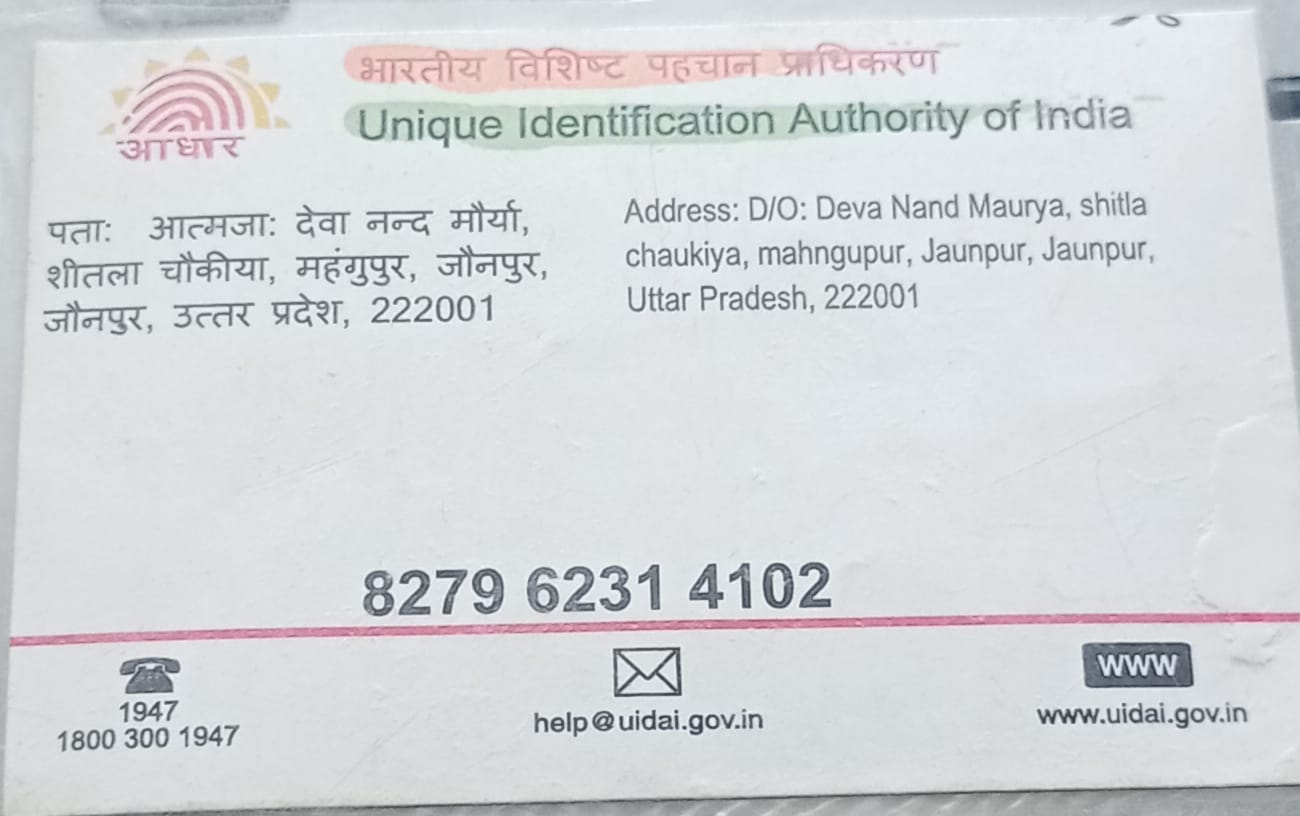 आधार
भारतीय विशिष्ट पहचान प्राधिकरण
Unique Identification Authority of India
पता: आत्मजा: देवा नन्द मौर्या,
शीतला चौकीया, महंगुपुर, जौनपुर,
जौनपुर, उत्तर प्रदेश, 222001
Address: D/O: Deva Nand Maurya, shitla
chaukiya, mahngupur, Jaunpur, Jaunpur,
Uttar Pradesh, 222001
8279 6231 4102
1947
1800 300 1947
help@uidai.gov.in
www
www.uidai.gov.in